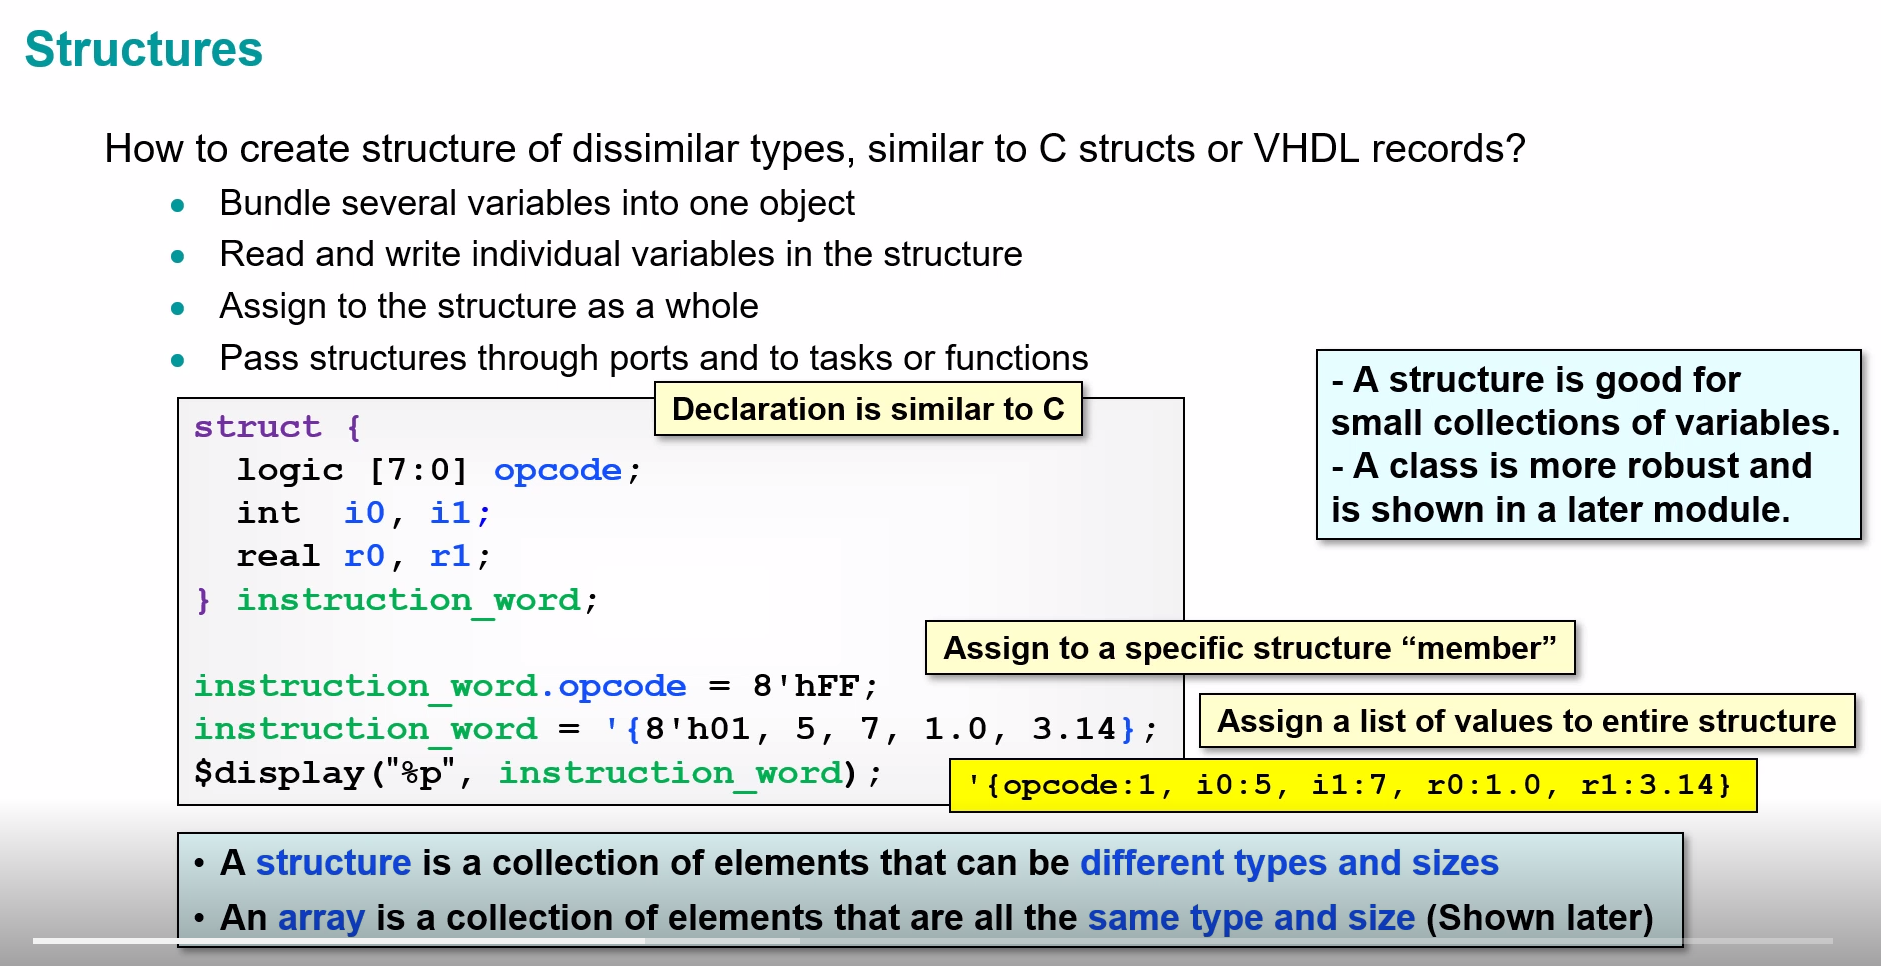 Structures
How to create structure of dissimilar types, similar to C structs or VHDL records?
• Bundle several variables into one object
• Read and write individual variables in the structure
• Assign to the structure as a whole
• Pass structures through ports and to tasks or functions
Declaration is similar to C
struct {
  logic [7:0] opcode;
  int  i0, i1;
  real r0, r1;
} instruction_word;
- A structure is good for
small collections of variables.
- A class is more robust and
is shown in a later module.
Assign to a specific structure “member”
instruction_word.opcode = 8'hFF;
instruction_word = '{8'h01, 5, 7, 1.0, 3.14};
Assign a list of values to entire structure
$display("%p", instruction_word);
'{opcode:1, i0:5, i1:7, r0:1.0, r1:3.14}
• A structure is a collection of elements that can be different types and sizes
• An array is a collection of elements that are all the same type and size (Shown later)